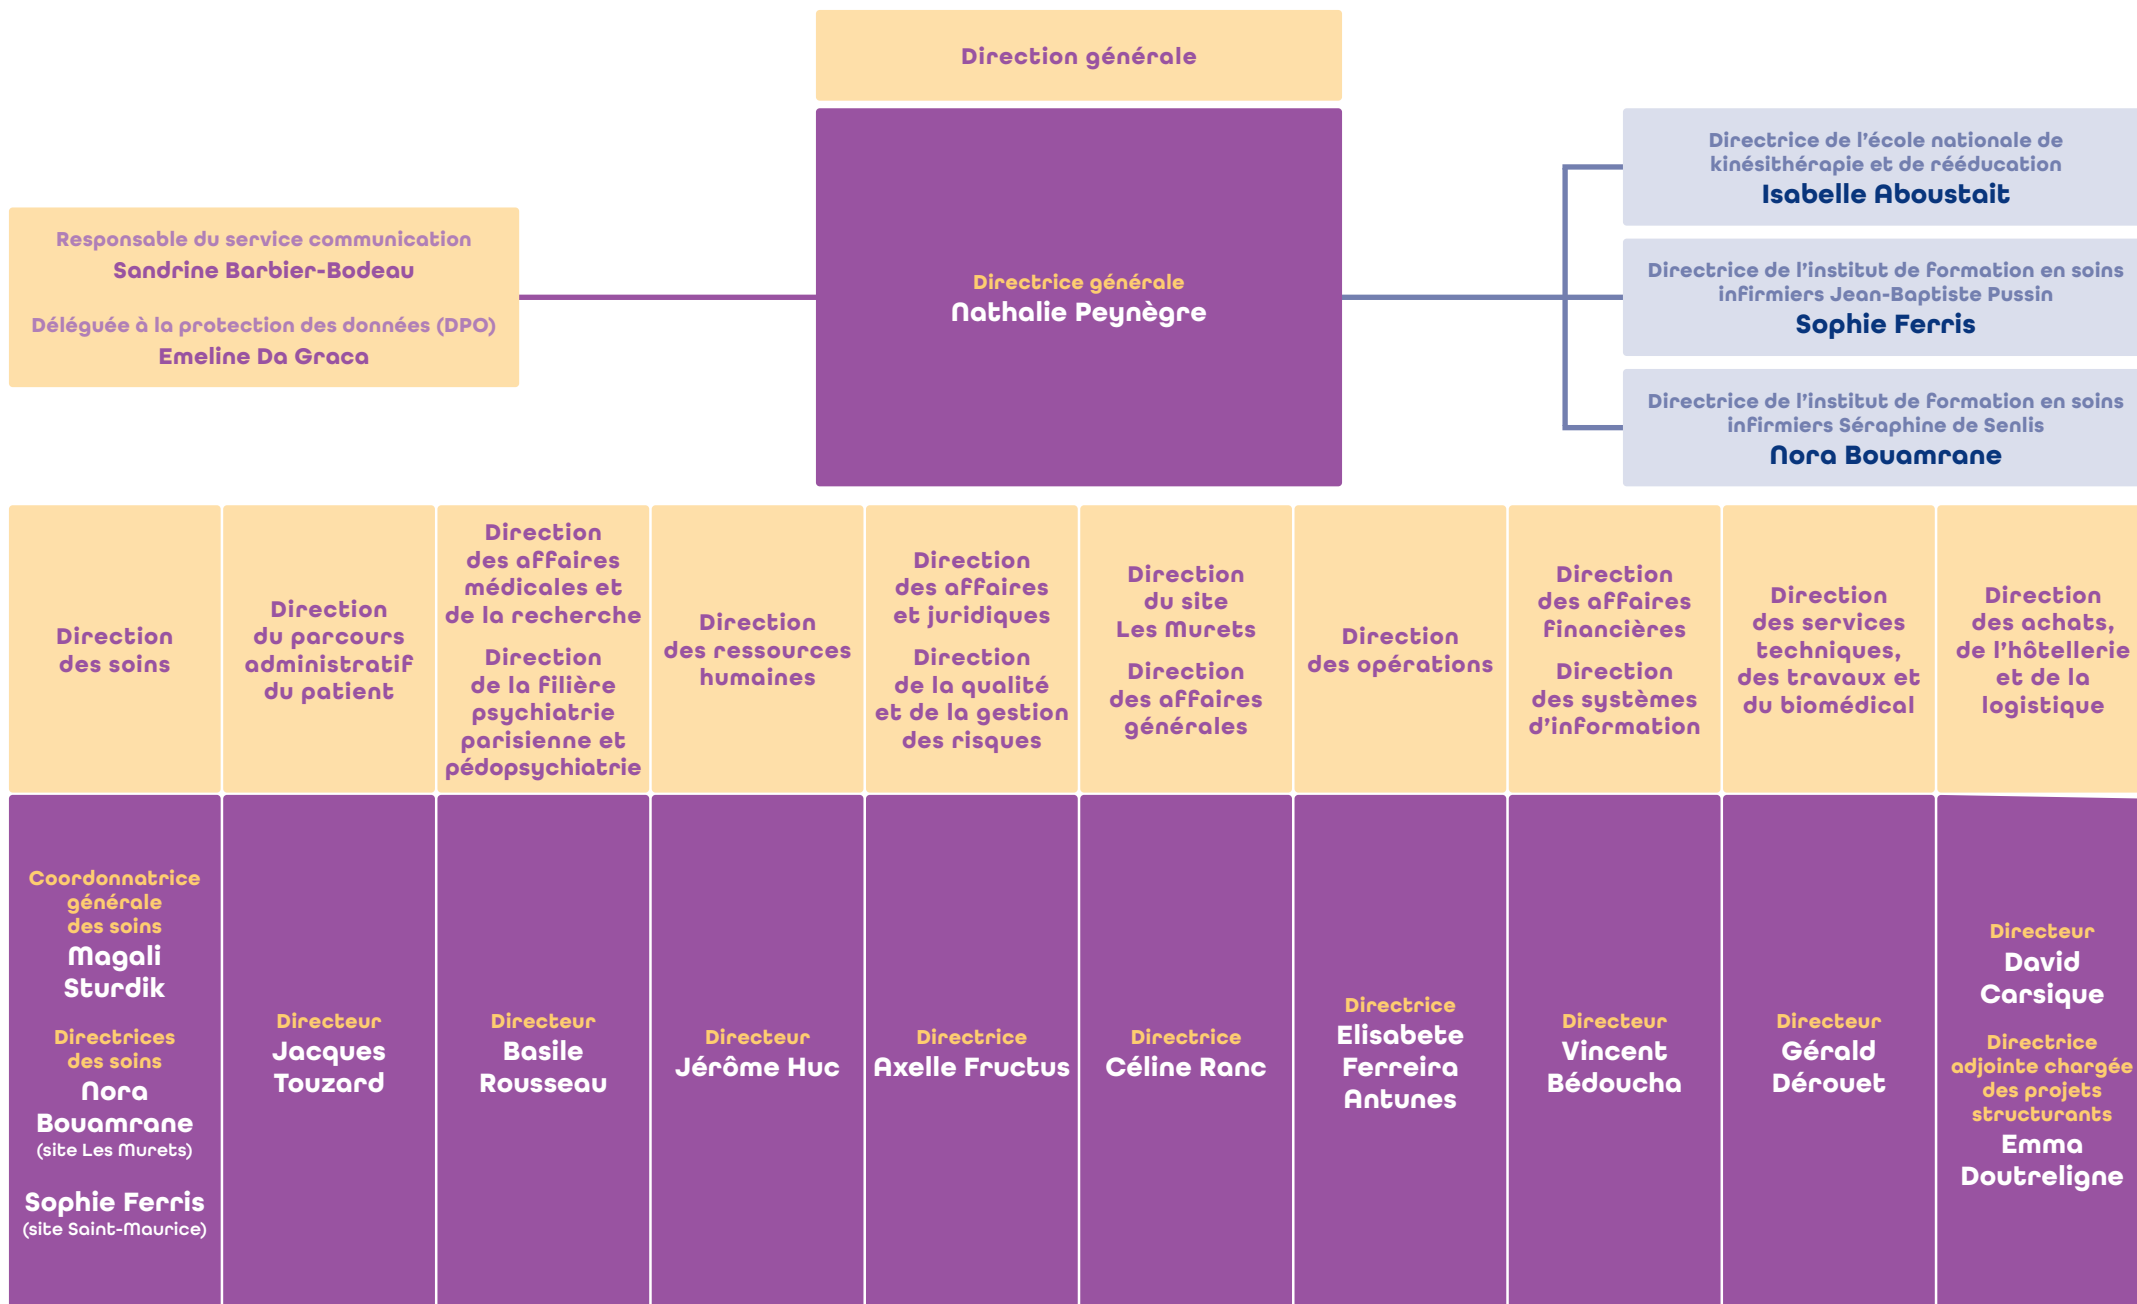 Direction générale
Directrice générale
Nathalie Peynègre
Responsable du service communication
Sandrine Barbier-Bodeau
Déléguée à la protection des données (DPO)
Emeline Da Graca
Directrice de l'école nationale de
kinésithérapie et de rééducation
Isabelle Aboustait
Directrice de l'institut de formation en soins
infirmiers Jean-Baptiste Pussin
Sophie Ferris
Directrice de l'institut de formation en soins
infirmiers Séraphine de Senlis
Nora Bouamrane
Direction
des soins
Direction
du parcours
administratif
du patient
Direction
des affaires
médicales et
de la recherche
Direction
de la filière
psychiatrie
parisienne et
pédopsychiatrie
Direction
des ressources
humaines
Direction
des affaires
et juridiques
Direction
de la qualité
et de la gestion
des risques
Direction
du site
Les Murets
Direction
des affaires
générales
Direction
des opérations
Direction
des affaires
financières
Direction
des systèmes
d'information
Direction
des services
techniques,
des travaux et
du biomédical
Direction
des achats,
de l'hôtellerie
et de la
logistique
Coordonnatrice
générale
des soins
Magali
Sturdik
Directrices
des soins
Nora
Bouamrane
(site Les Murets)
Sophie Ferris
(site Saint-Maurice)
Directeur
Jacques
Touzard
Directeur
Basile
Rousseau
Directeur
Jérôme Huc
Directrice
Axelle Fructus
Directrice
Céline Ranc
Directrice
Elisabete
Ferreira
Antunes
Directeur
Vincent
Bédoucha
Directeur
Gérald
Dérouet
Directeur
David
Carsique
Directrice
adjointe chargée
des projets
structurants
Emma
Doutreligne